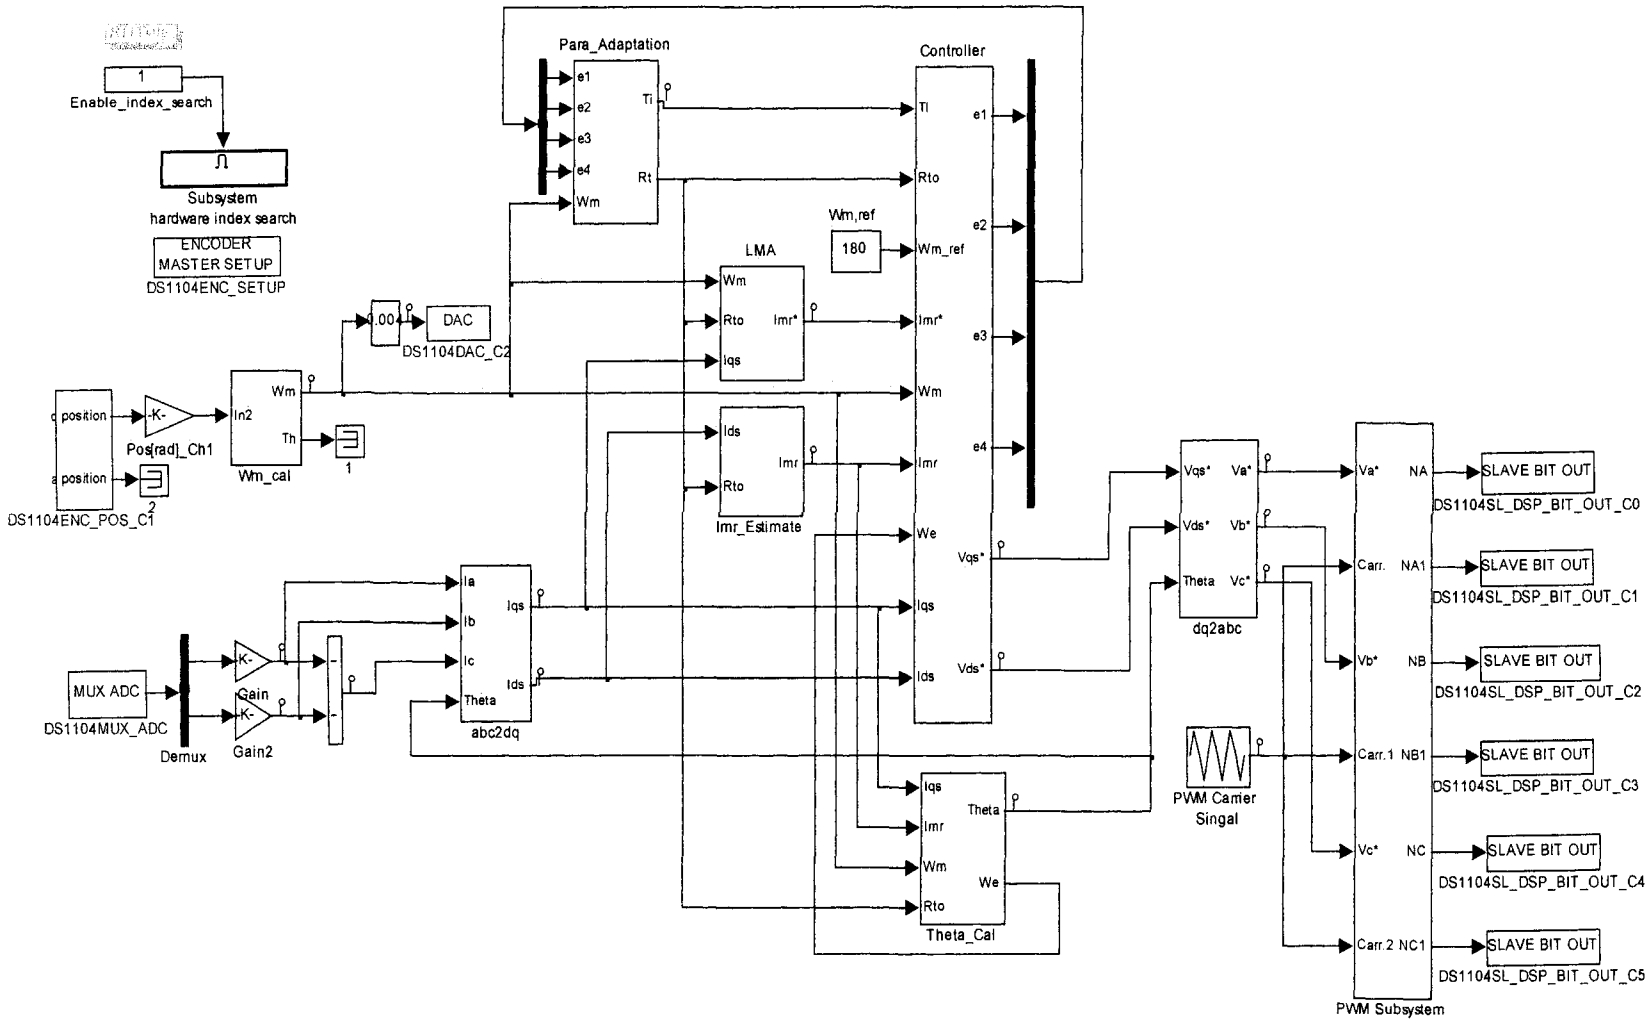 Para_Adaptation
Controller
1
Enable_index_search
e1
e2
e3
e4
Wm
Ti
Rt
Subsystem
hardware index search
ENCODER
MASTER SETUP
DS1104ENC_SETUP
TI
Rto
Wm_ref
Imr*
Wm
Imr
We
Iqs
Ids
e1
e2
e3
e4
Vqs*
Vds*
Wm,ref
180
LMA
Wm
Rto
Iqs
Imr*
0.004
DAC
DS1104DAC_C2
position
position
DS1104ENC_POS_C1
-K-
Pos[rad]_Ch1
2
In2
Wm
Th
Wm_cal
1
Ids
Rto
Imr
Imr_Estimate
MUX ADC
DS1104MUX_ADC
Demux
K-
Gain
-K-
Gain2
-
-
Ia
Ib
Ic
Theta
Iqs
Ids
abc2dq
Iqs
Imr
Wm
Rto
Theta
We
Theta_Cal
Vqs*
Vds*
Theta
Va*
Vb*
Vc*
dq2abc
PWM Carrier
Singal
Va*
Carr.
Vb*
Carr.1
Vc*
Carr.2
NA
NA1
NB
NB1
NC
NC1
PWM Subsystem
SLAVE BIT OUT
DS1104SL_DSP_BIT_OUT_C0
SLAVE BIT OUT
DS1104SL_DSP_BIT_OUT_C1
SLAVE BIT OUT
DS1104SL_DSP_BIT_OUT_C2
SLAVE BIT OUT
DS1104SL_DSP_BIT_OUT_C3
SLAVE BIT OUT
DS1104SL_DSP_BIT_OUT_C4
SLAVE BIT OUT
DS1104SL_DSP_BIT_OUT_C5